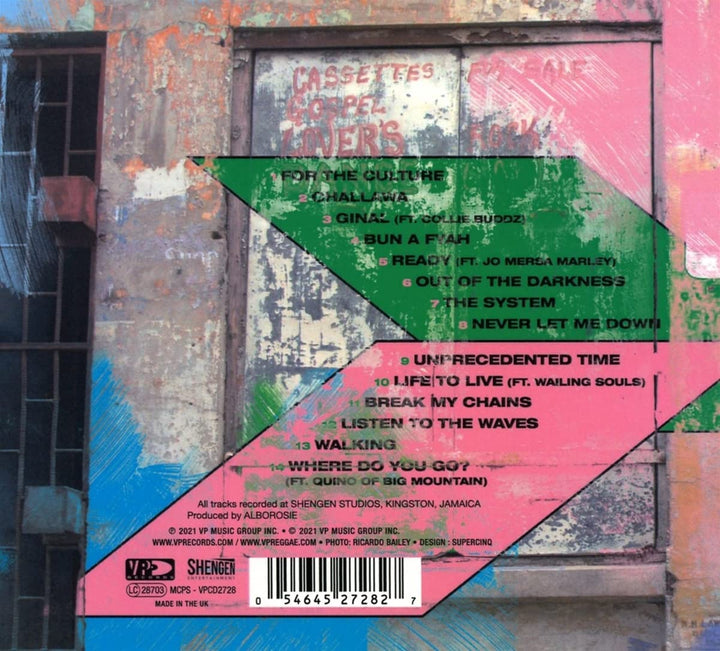 CASSETTES FOR SALE
GOSPEL
LOVER'S ROCK
1 FOR THE CULTURE
2 CHALLAWA
3 GINAL (FT. COLLIE BUDDZ)
4 BUN A FYAH
5 READY (FT. JO MERSA MARLEY)
6 OUT OF THE DARKNESS
7 THE SYSTEM
8 NEVER LET ME DOWN
9 UNPRECEDENTED TIME
10 LIFE TO LIVE (FT. WAILING SOULS)
11 BREAK MY CHAINS
12 LISTEN TO THE WAVES
13 WALKING
14 WHERE DO YOU GO?
(FT. QUINO OF BIG MOUNTAIN)
All tracks recorded at SHENGEN STUDIOS, KINGSTON, JAMAICA
Produced by ALBOROSIE
℗ 2021 VP MUSIC GROUP INC. • © 2021 VP MUSIC GROUP INC.
WWW.VPRECORDS.COM / WWW.VPREGGAE.COM • PHOTO: RICARDO BAILEY • DESIGN : SUPERCINQ
VP RECORDS
SHENGEN
ENTERTAINMENT
LC 28703 MCPS - VPCD2728
MADE IN THE UK
0 54645 27282 7